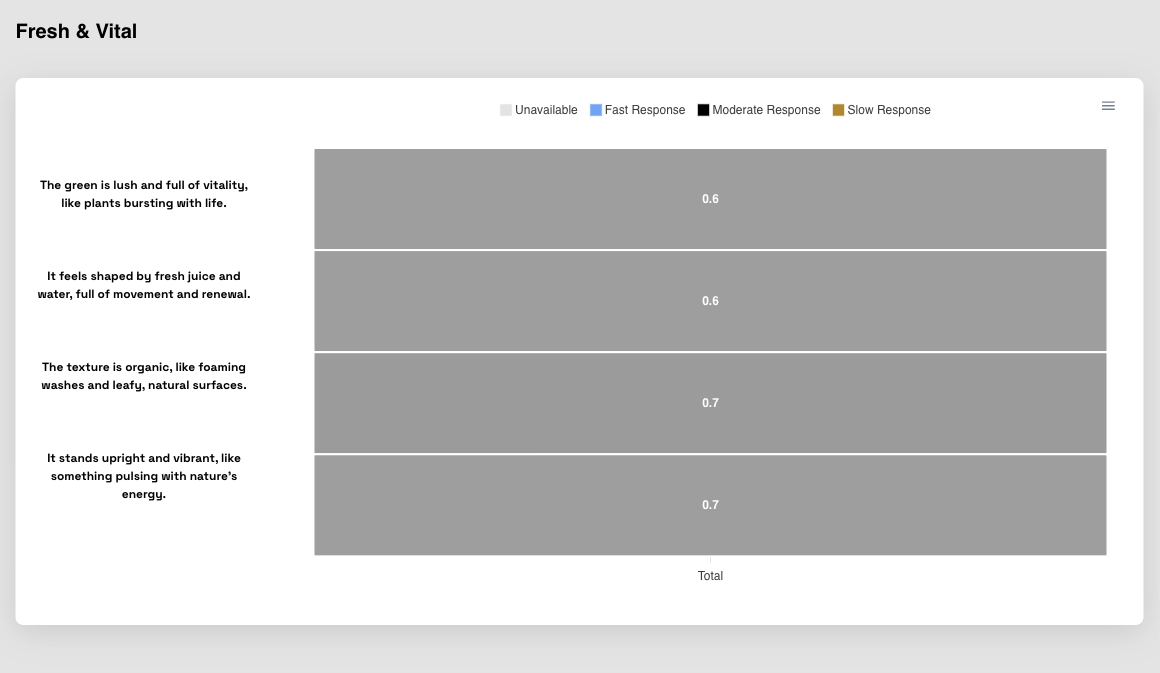 Fresh & Vital
Unavailable
Fast Response
Moderate Response
Slow Response
The green is lush and full of vitality,
like plants bursting with life.
0.6
It feels shaped by fresh juice and
water, full of movement and renewal.
0.6
The texture is organic, like foaming
washes and leafy, natural surfaces.
0.7
It stands upright and vibrant, like
something pulsing with nature’s
energy.
0.7
Total